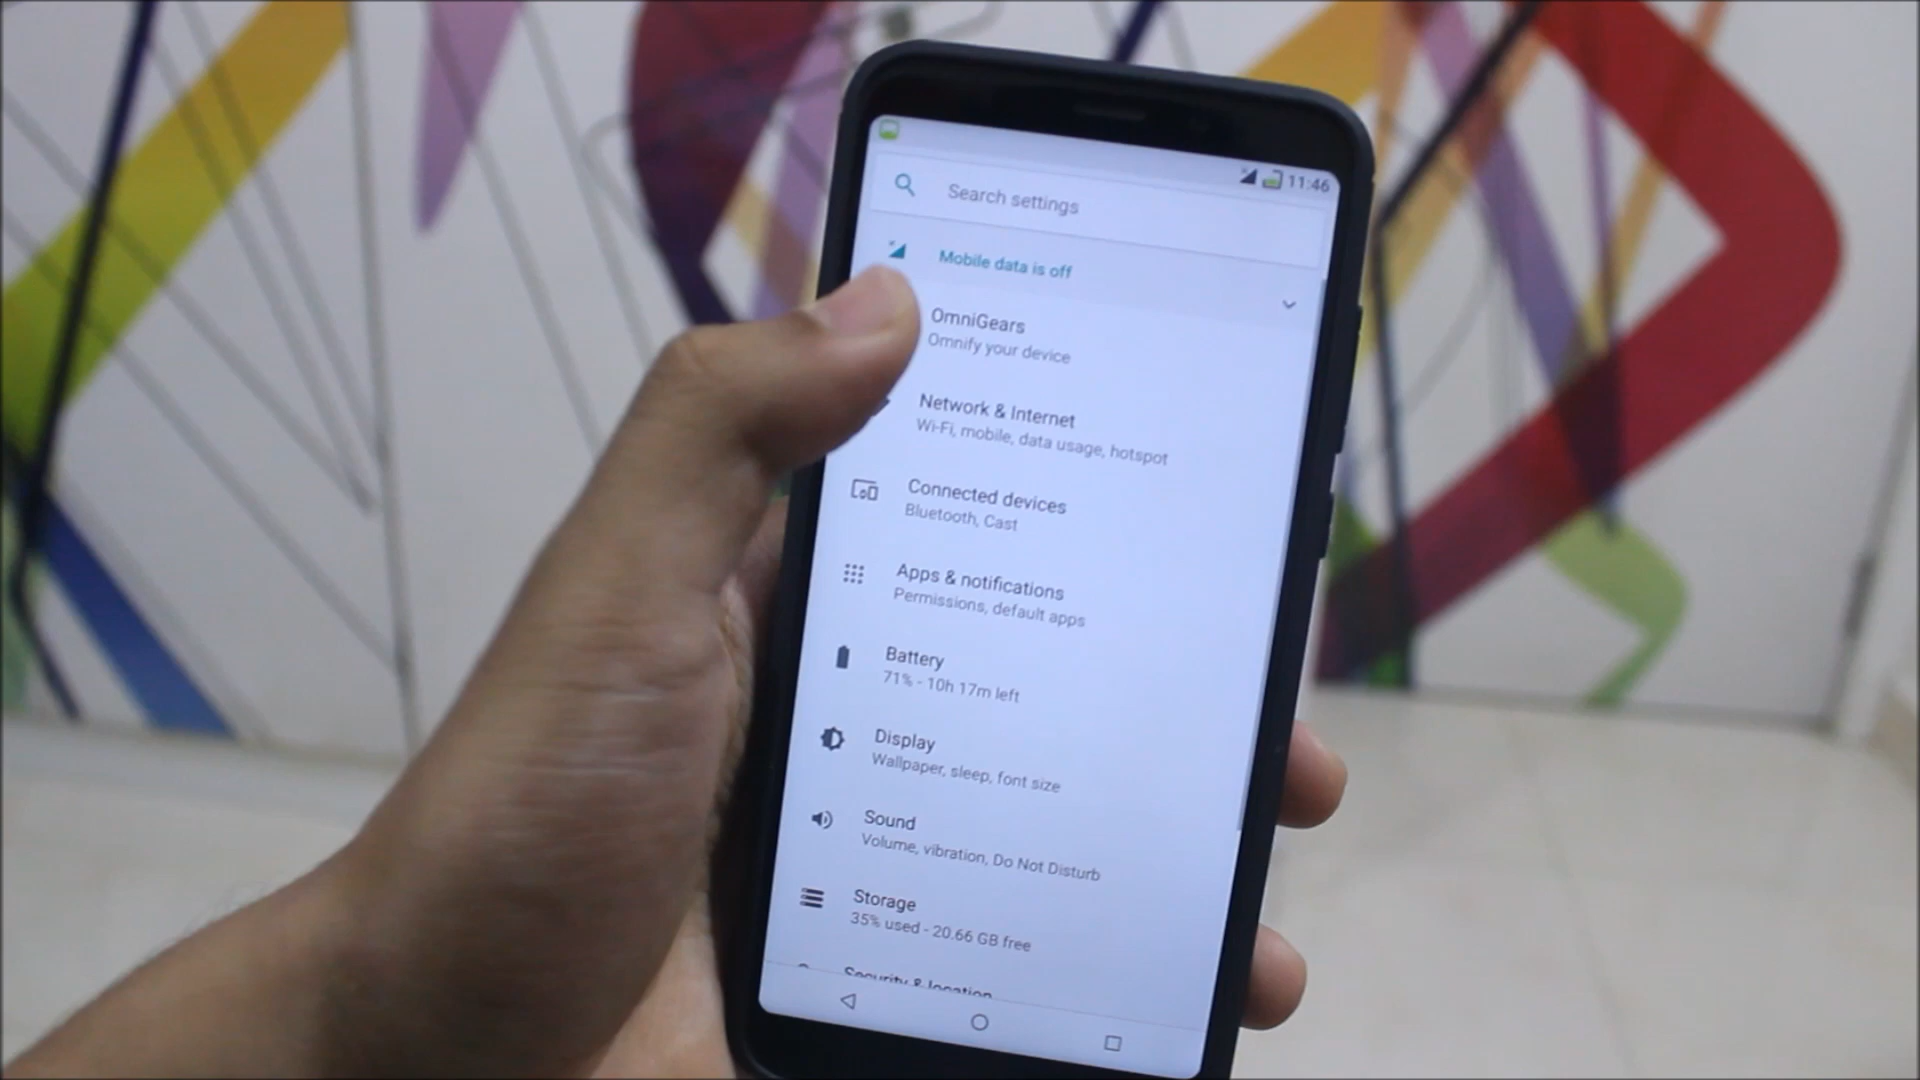 11:46
Search settings
Mobile data is off
OmniGears
Omnify your device
Network & Internet
Wi-Fi, mobile, data usage, hotspot
Connected devices
Bluetooth, Cast
Apps & notifications
Permissions, default apps
Battery
71% - 10h 17m left
Display
Wallpaper, sleep, font size
Sound
Volume, vibration, Do Not Disturb
Storage
35% used - 20.66 GB free
Security & location